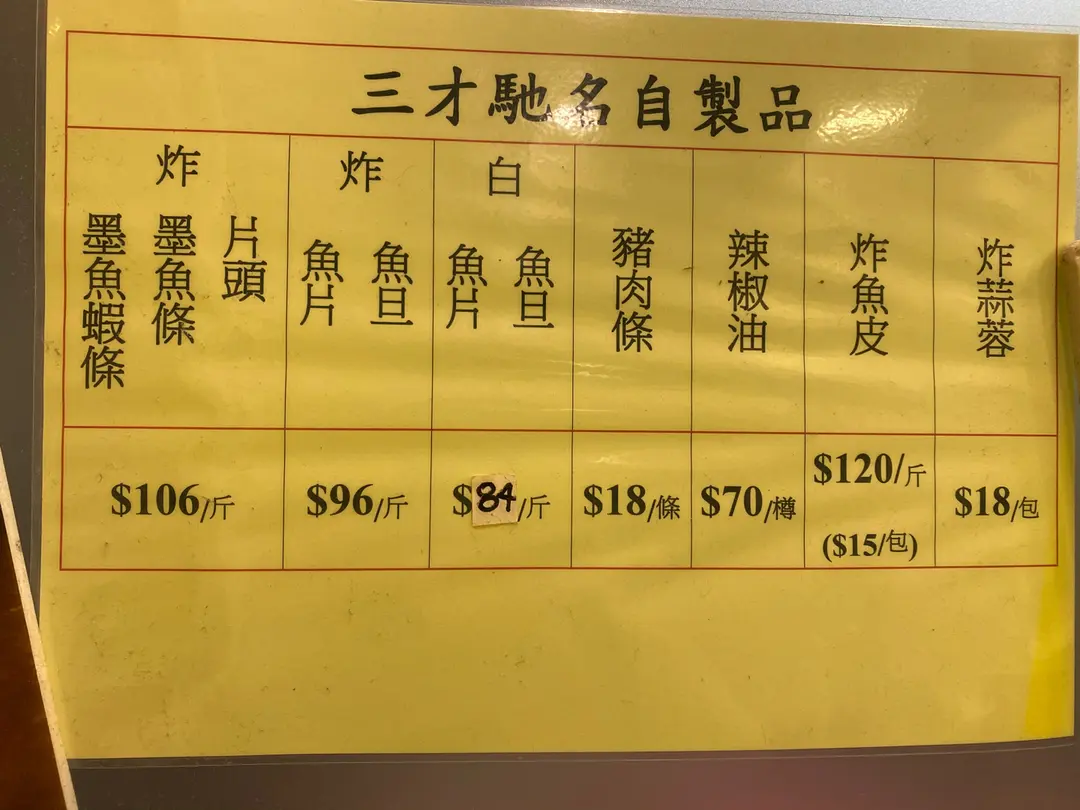 三才馳名自製品
炸
片頭
墨魚條
墨魚蝦條
$106/斤
炸
魚旦
魚片
$96/斤
白
魚旦
魚片
$84/斤
豬肉條
$18/條
辣椒油
$70/樽
炸魚皮
$120/斤
($15/包)
炸蒜蓉
$18/包